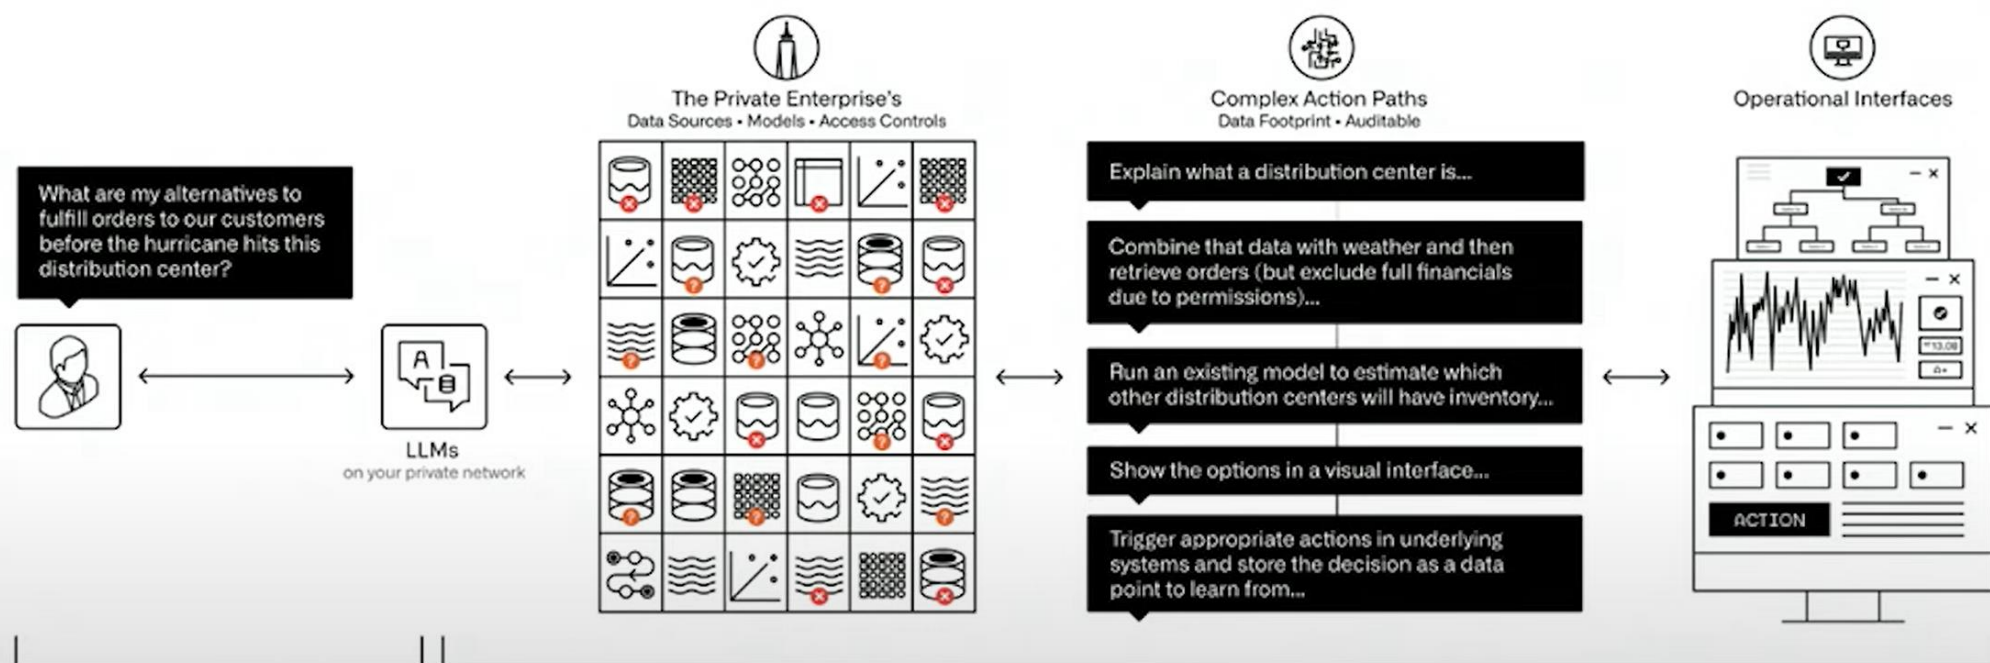 The Private Enterprise's
Data Sources • Models • Access Controls
Complex Action Paths
Data Footprint • Auditable
Operational Interfaces
What are my alternatives to
fulfill orders to our customers
before the hurricane hits this
distribution center?
A
LLMs
on your private network
Explain what a distribution center is...
Combine that data with weather and then
retrieve orders (but exclude full financials
due to permissions)...
Run an existing model to estimate which
other distribution centers will have inventory...
Show the options in a visual interface...
Trigger appropriate actions in underlying
systems and store the decision as a data
point to learn from...
13.08
ACTION